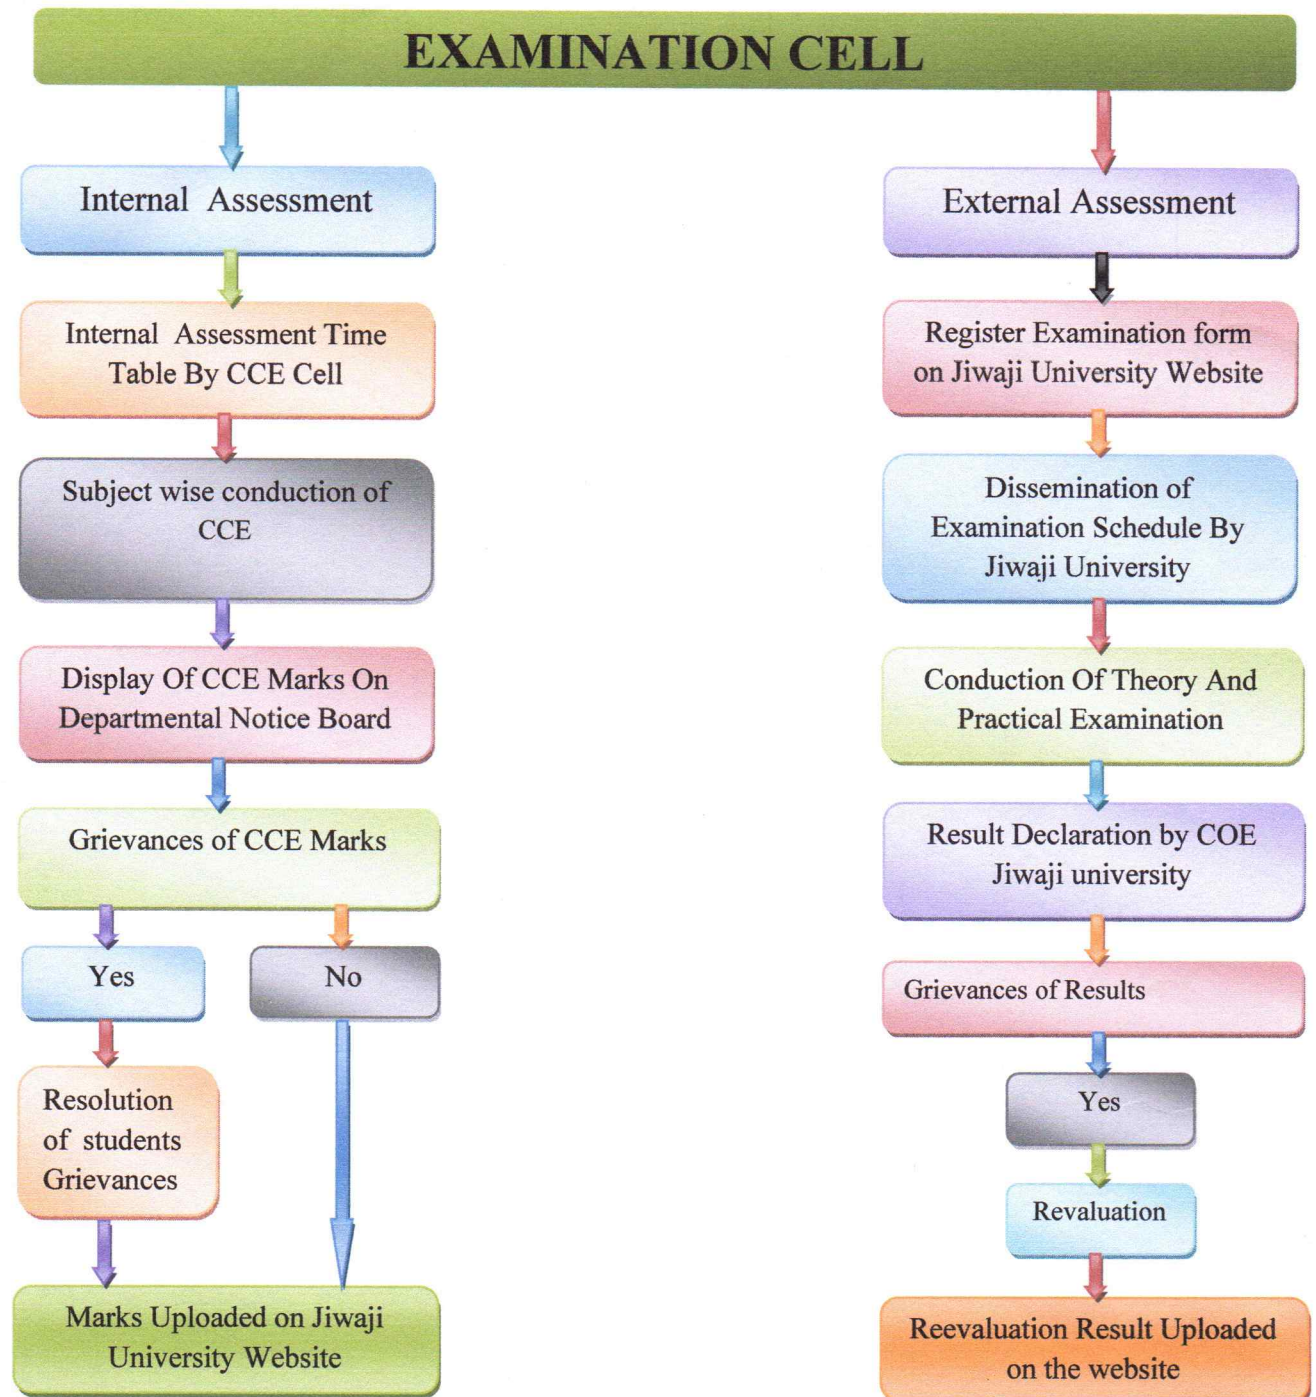 EXAMINATION CELL
Internal Assessment
Internal Assessment Time
Table By CCE Cell
Subject wise conduction of
CCE
Display Of CCE Marks On
Departmental Notice Board
Grievances of CCE Marks
Yes
No
Resolution
of students
Grievances
Marks Uploaded on Jiwaji
University Website
External Assessment
Register Examination form
on Jiwaji University Website
Dissemination of
Examination Schedule By
Jiwaji University
Conduction Of Theory And
Practical Examination
Result Declaration by COE
Jiwaji university
Grievances of Results
Yes
Revaluation
Reevaluation Result Uploaded
on the website